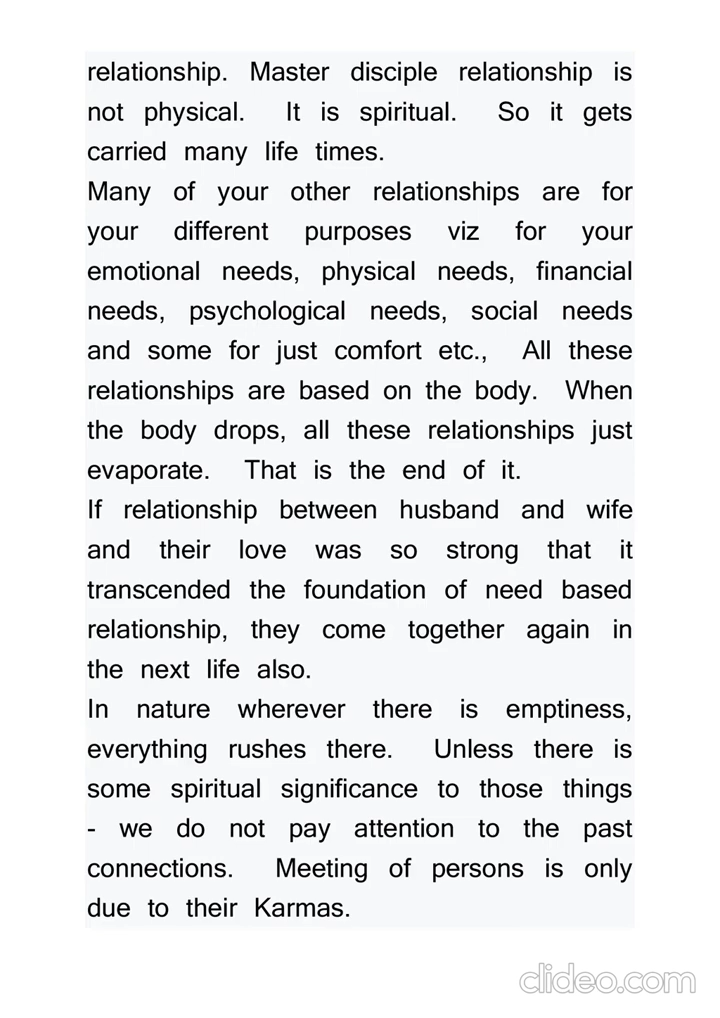 relationship. Master disciple relationship is
not physical. It is spiritual. So it gets
carried many life times.
Many of your other relationships are for
your different purposes viz for your
emotional needs, physical needs, financial
needs, psychological needs, social needs
and some for just comfort etc., All these
relationships are based on the body. When
the body drops, all these relationships just
evaporate. That is the end of it.
If relationship between husband and wife
and their love was so strong that it
transcended the foundation of need based
relationship, they come together again in
the next life also.
In nature wherever there is emptiness,
everything rushes there. Unless there is
some spiritual significance to those things
- we do not pay attention to the past
connections. Meeting of persons is only
due to their Karmas.
clideo.com